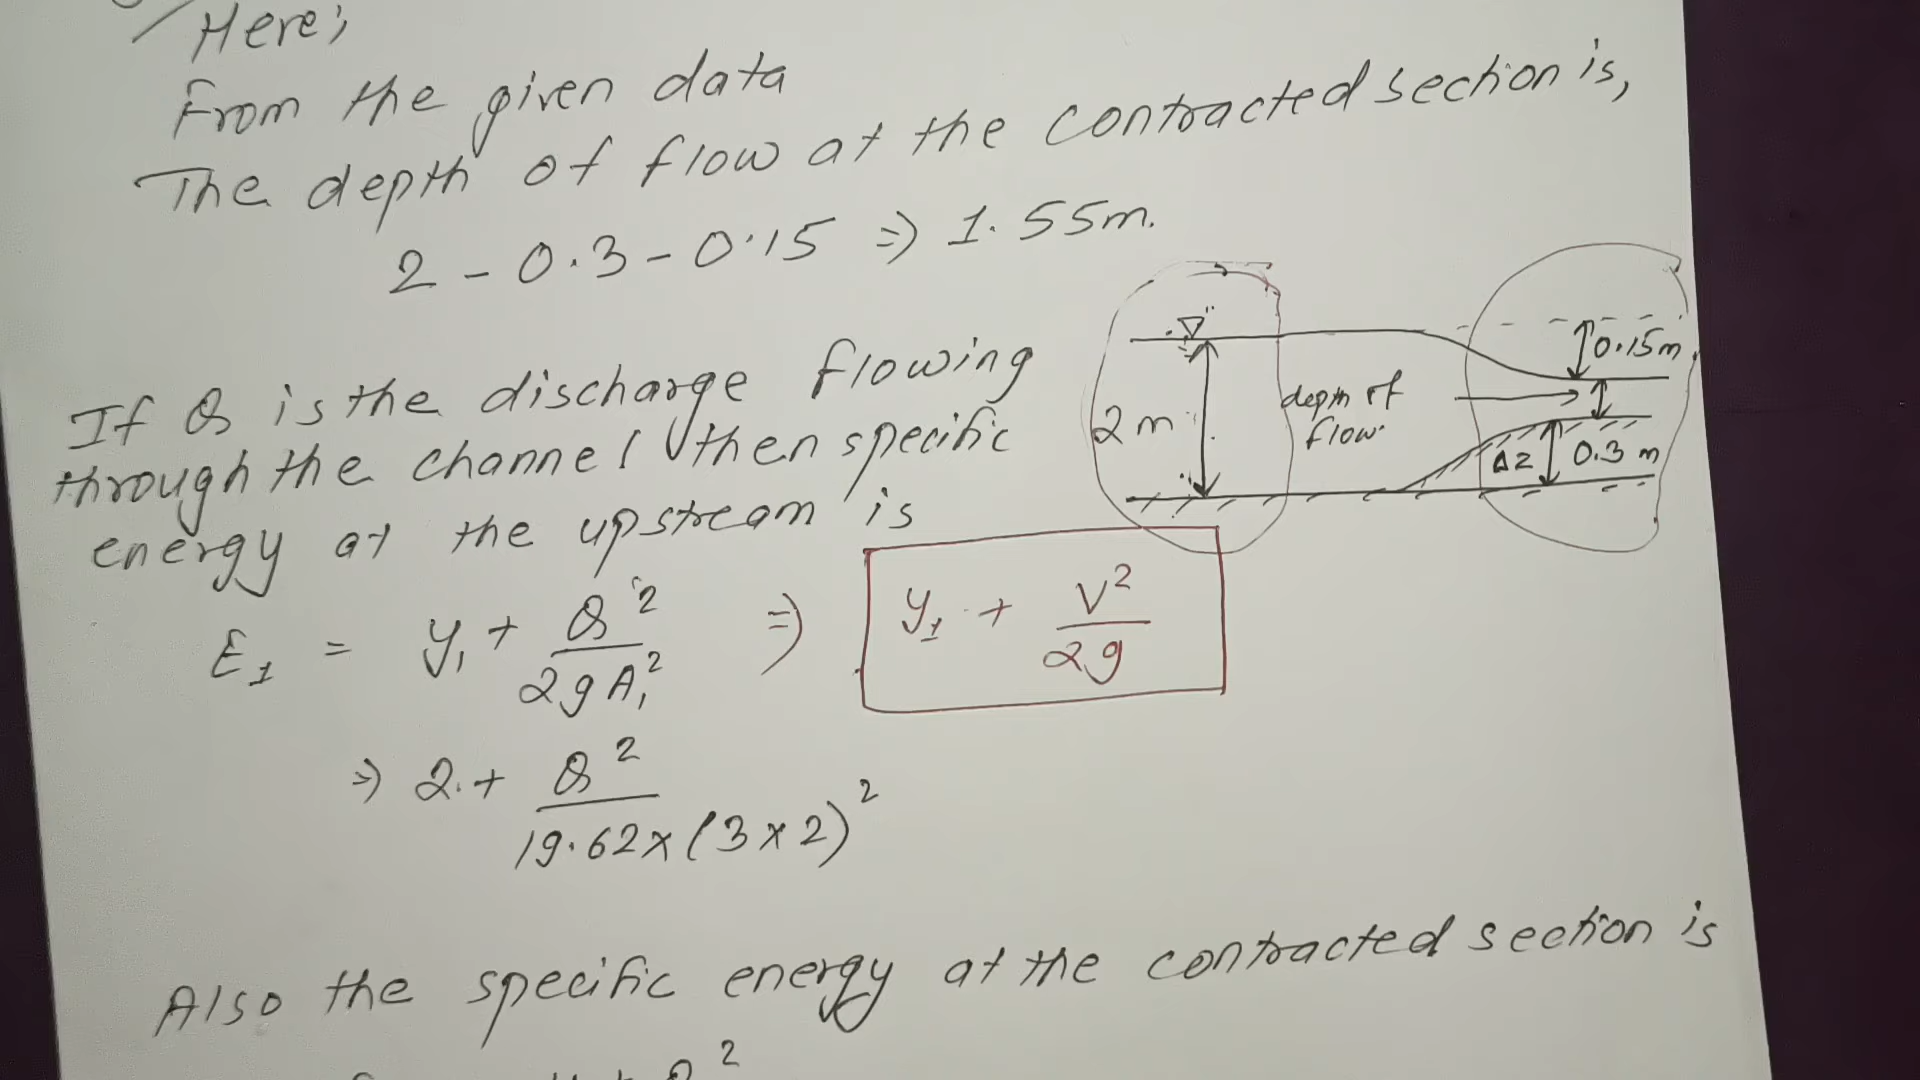 Here;
From the given data
The depth of flow at the contracted section is,
2 - 0.3 - 0.15 ⇒ 1.55m.
If Q is the discharge flowing
through the channel then specific
energy at the upstream is
2 m
depth of
flow
0.15m
Δz 0.3 m
E₁ = y₁ + Q² / 2gA₁² ⇒ y₁ + V² / 2g
⇒ 2 + Q² / 19.62 x (3 x 2)²
Also the specific energy at the contracted section is